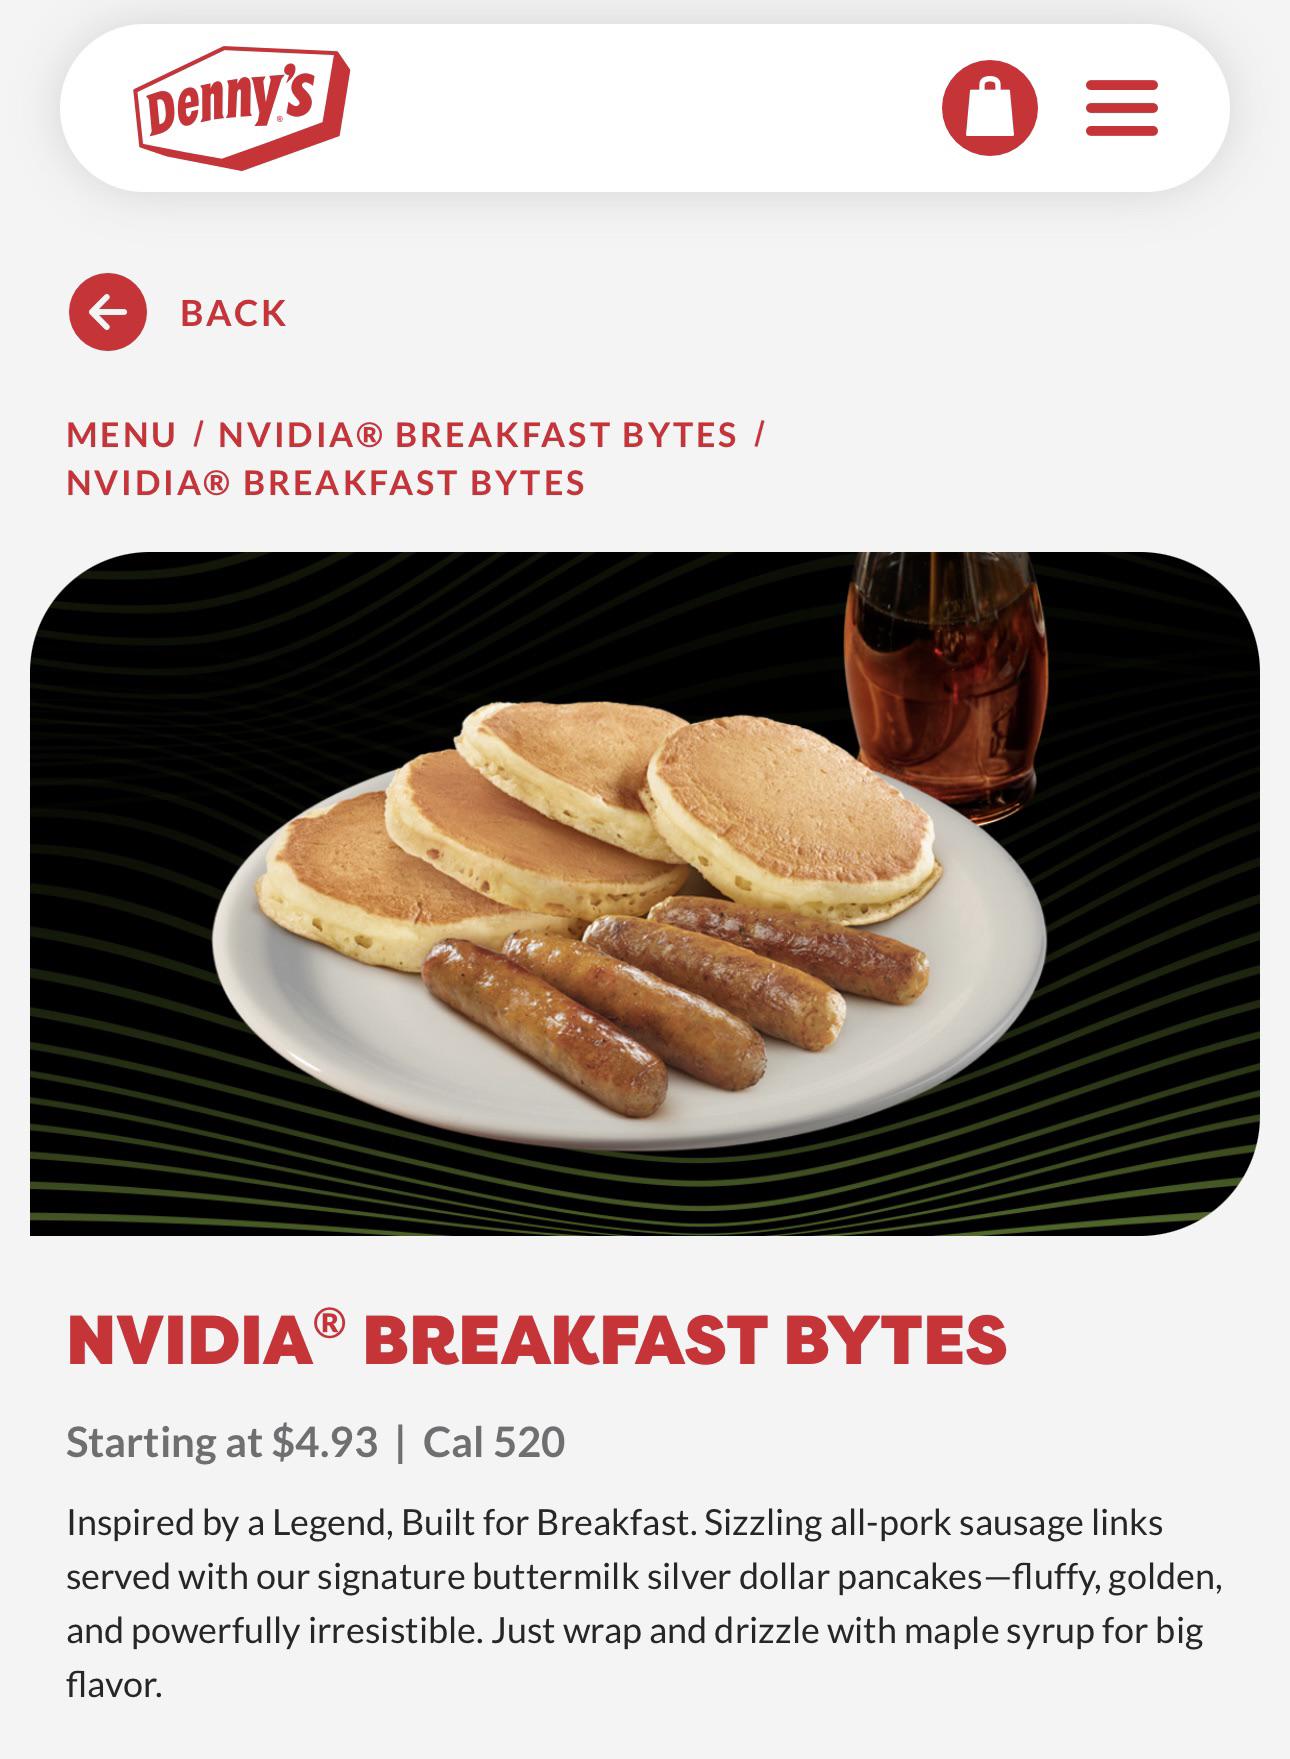 Denny's®
BACK
MENU / NVIDIA® BREAKFAST BYTES /
NVIDIA® BREAKFAST BYTES
NVIDIA® BREAKFAST BYTES
Starting at $4.93 | Cal 520
Inspired by a Legend, Built for Breakfast. Sizzling all-pork sausage links
served with our signature buttermilk silver dollar pancakes—fluffy, golden,
and powerfully irresistible. Just wrap and drizzle with maple syrup for big
flavor.